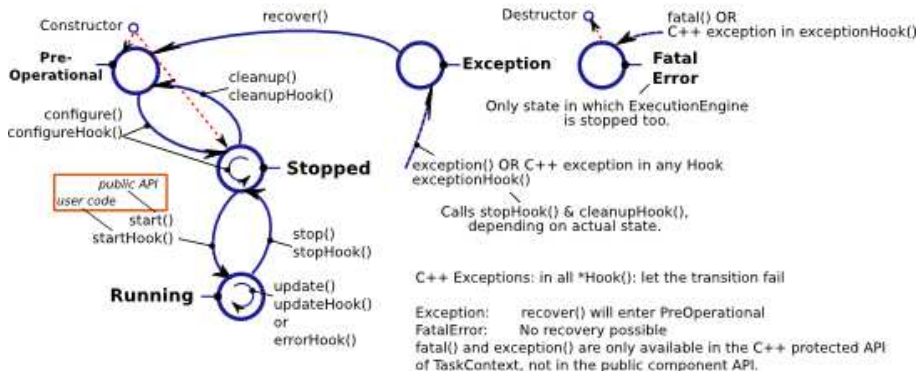 Constructor
recover()
Destructor
fatal() OR
C++ exception in exceptionHook()
Pre-
Operational
Exception
Fatal
Error
cleanup()
cleanupHook()
Only state in which ExecutionEngine
is stopped too.
configure()
configureHook()
Stopped
exception() OR C++ exception in any Hook
exceptionHook()
public API
user code
start()
startHook()
Calls stopHook() & cleanupHook(),
depending on actual state.
stop()
stopHook()
Running
update()
updateHook()
or
errorHook()
C++ Exceptions: in all *Hook(): let the transition fail
Exception: recover() will enter PreOperational
FatalError: No recovery possible
fatal() and exception() are only available in the C++ protected API
of TaskContext, not in the public component API.